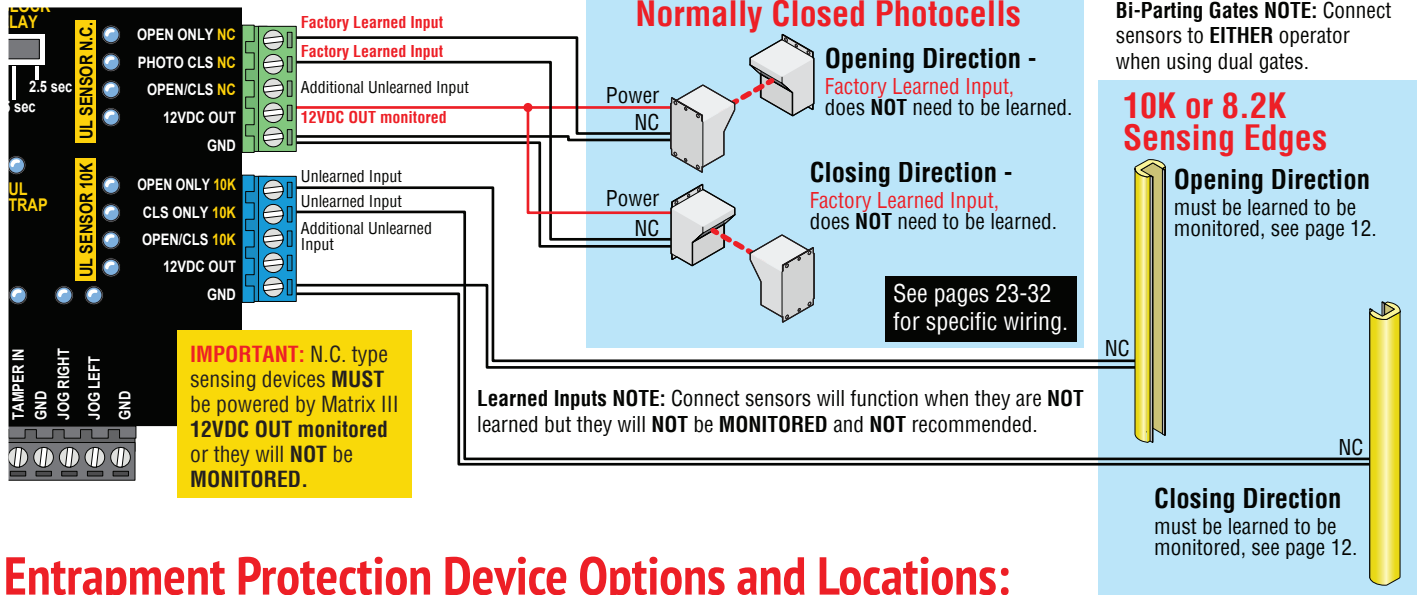 LAY
2.5 sec
sec
UL
TRAP
UL SENSOR N.C.
OPEN ONLY NC
PHOTO CLS NC
OPEN/CLS NC
12VDC OUT
GND
UL SENSOR 10K
OPEN ONLY 10K
CLS ONLY 10K
OPEN/CLS 10K
12VDC OUT
GND
TAMPER IN
GND
JOG RIGHT
JOG LEFT
GND
Factory Learned Input
Factory Learned Input
Additional Unlearned Input
12VDC OUT monitored
Unlearned Input
Unlearned Input
Additional Unlearned
Input
IMPORTANT: N.C. type
sensing devices MUST
be powered by Matrix III
12VDC OUT monitored
or they will NOT be
MONITORED.
Normally Closed Photocells
Power
NC
Opening Direction -
Factory Learned Input,
does NOT need to be learned.
Power
NC
Closing Direction -
Factory Learned Input,
does NOT need to be learned.
See pages 23-32
for specific wiring.
Learned Inputs NOTE: Connect sensors will function when they are NOT
learned but they will NOT be MONITORED and NOT recommended.
Bi-Parting Gates NOTE: Connect
sensors to EITHER operator
when using dual gates.
10K or 8.2K
Sensing Edges
Opening Direction
must be learned to be
monitored, see page 12.
NC
NC
Closing Direction
must be learned to be
monitored, see page 12.
Entrapment Protection Device Options and Locations: